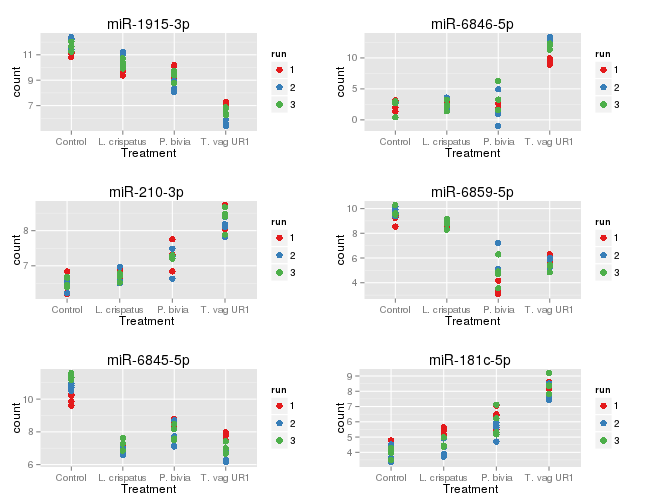 miR-1915-3p
count
11
9
7
Control L. crispatus P. bivia T. vag UR1
Treatment
run
1
2
3
miR-6846-5p
count
10
5
0
Control L. crispatus P. bivia T. vag UR1
Treatment
run
1
2
3
miR-210-3p
count
8
7
Control L. crispatus P. bivia T. vag UR1
Treatment
run
1
2
3
miR-6859-5p
count
10
8
6
4
Control L. crispatus P. bivia T. vag UR1
Treatment
run
1
2
3
miR-6845-5p
count
10
8
6
Control L. crispatus P. bivia T. vag UR1
Treatment
run
1
2
3
miR-181c-5p
count
9
8
7
6
5
4
Control L. crispatus P. bivia T. vag UR1
Treatment
run
1
2
3